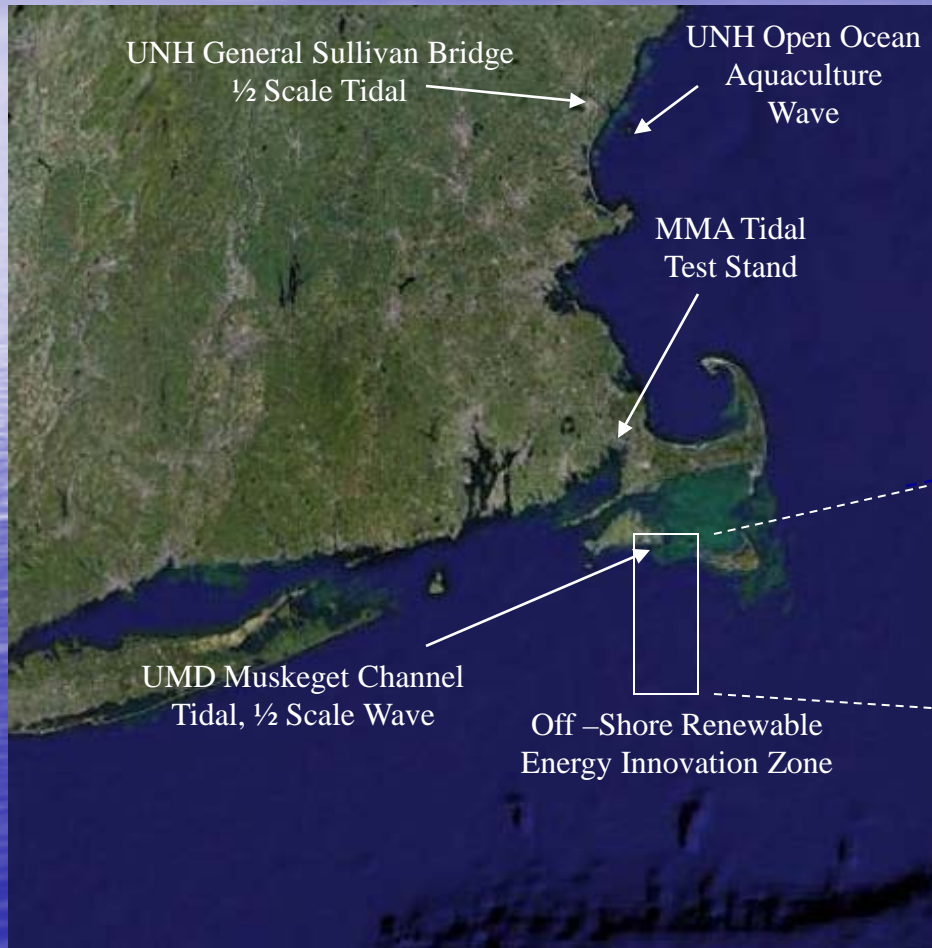 UNH General Sullivan Bridge
½ Scale Tidal
UNH Open Ocean
Aquaculture
Wave
MMA Tidal
Test Stand
UMD Muskeget Channel
Tidal, ½ Scale Wave
Off –Shore Renewable
Energy Innovation Zone